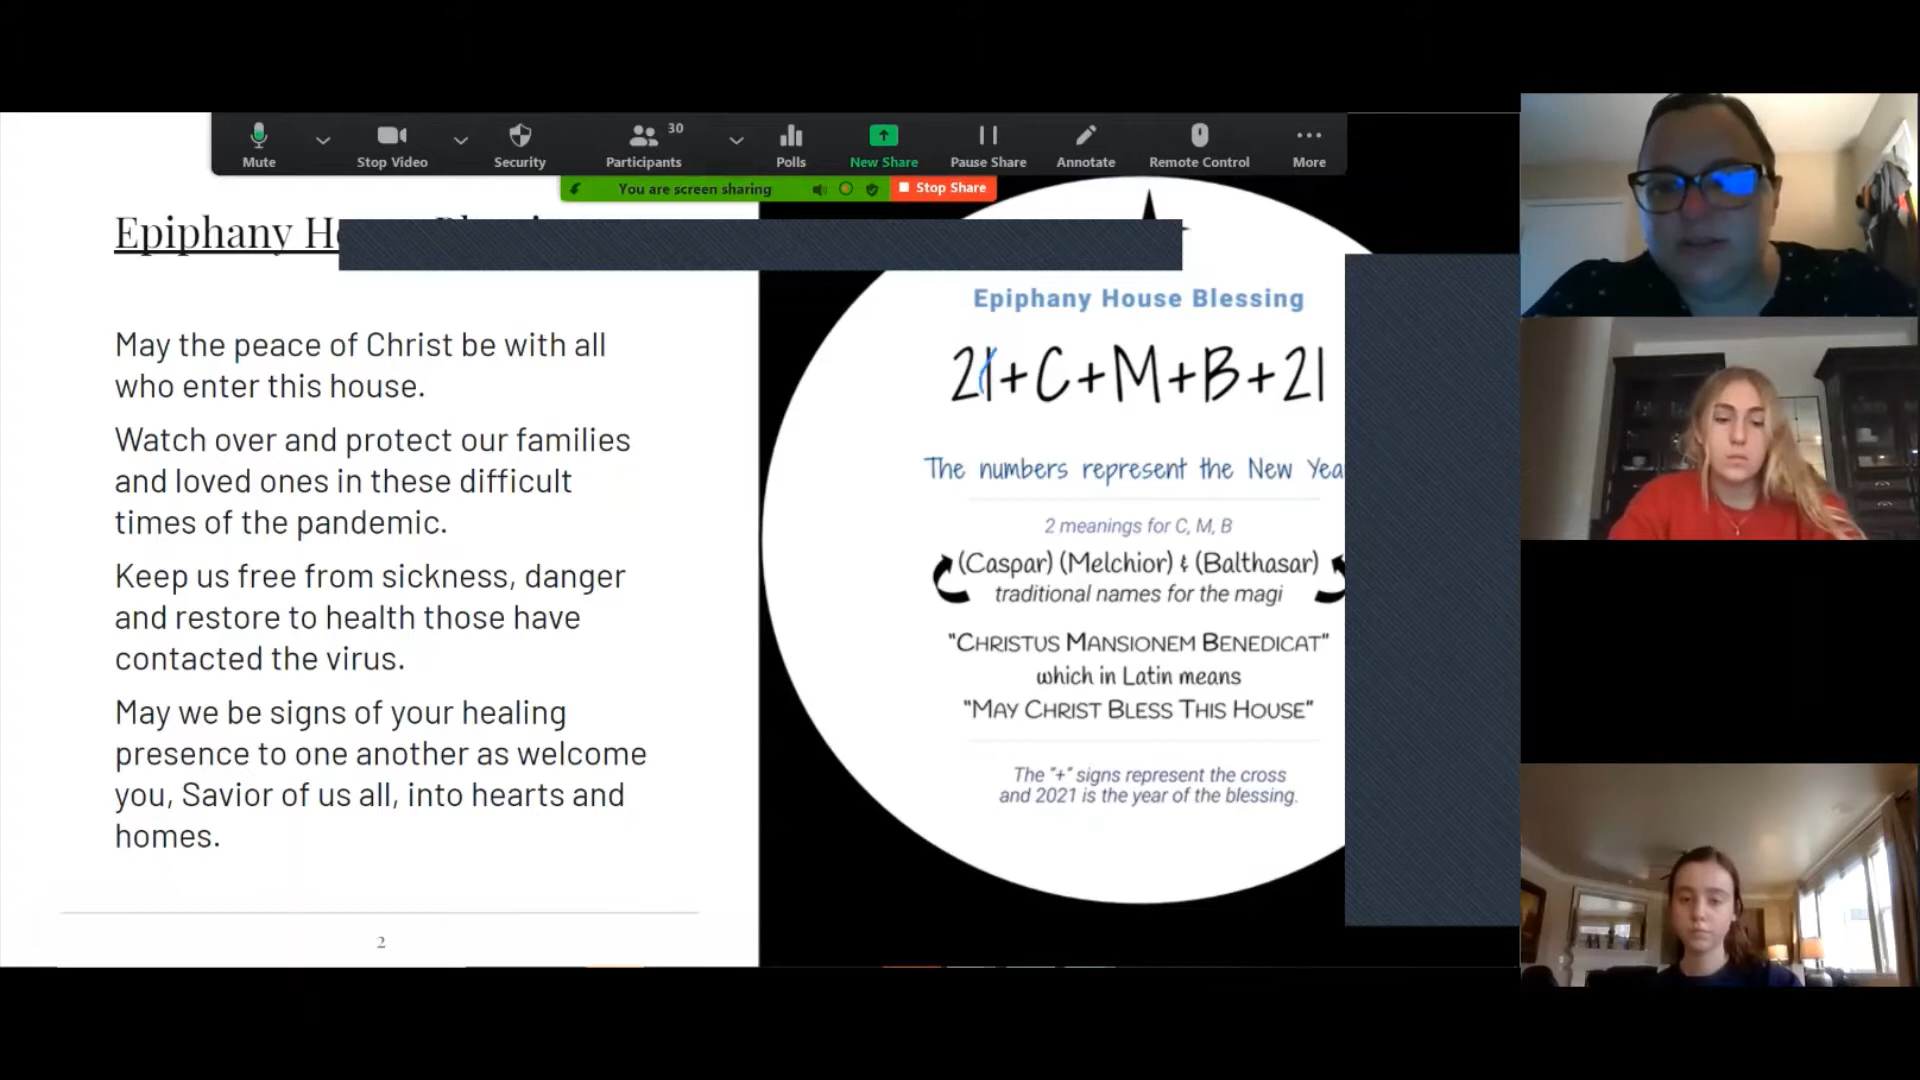 Mute
Stop Video
Security
Participants
30
Polls
New Share
Pause Share
Annotate
Remote Control
More
You are screen sharing
Stop Share
Epiphany
May the peace of Christ be with all
who enter this house.
Watch over and protect our families
and loved ones in these difficult
times of the pandemic.
Keep us free from sickness, danger
and restore to health those have
contacted the virus.
May we be signs of your healing
presence to one another as welcome
you, Savior of us all, into hearts and
homes.
2
Epiphany House Blessing
21+C+M+B+21
The numbers represent the New Yea
2 meanings for C, M, B
(Caspar) (Melchior) & (Balthasar)
traditional names for the magi
"CHRISTUS MANSIONEM BENEDICAT"
which in Latin means
"MAY CHRIST BLESS THIS HOUSE"
The "+" signs represent the cross
and 2021 is the year of the blessing.